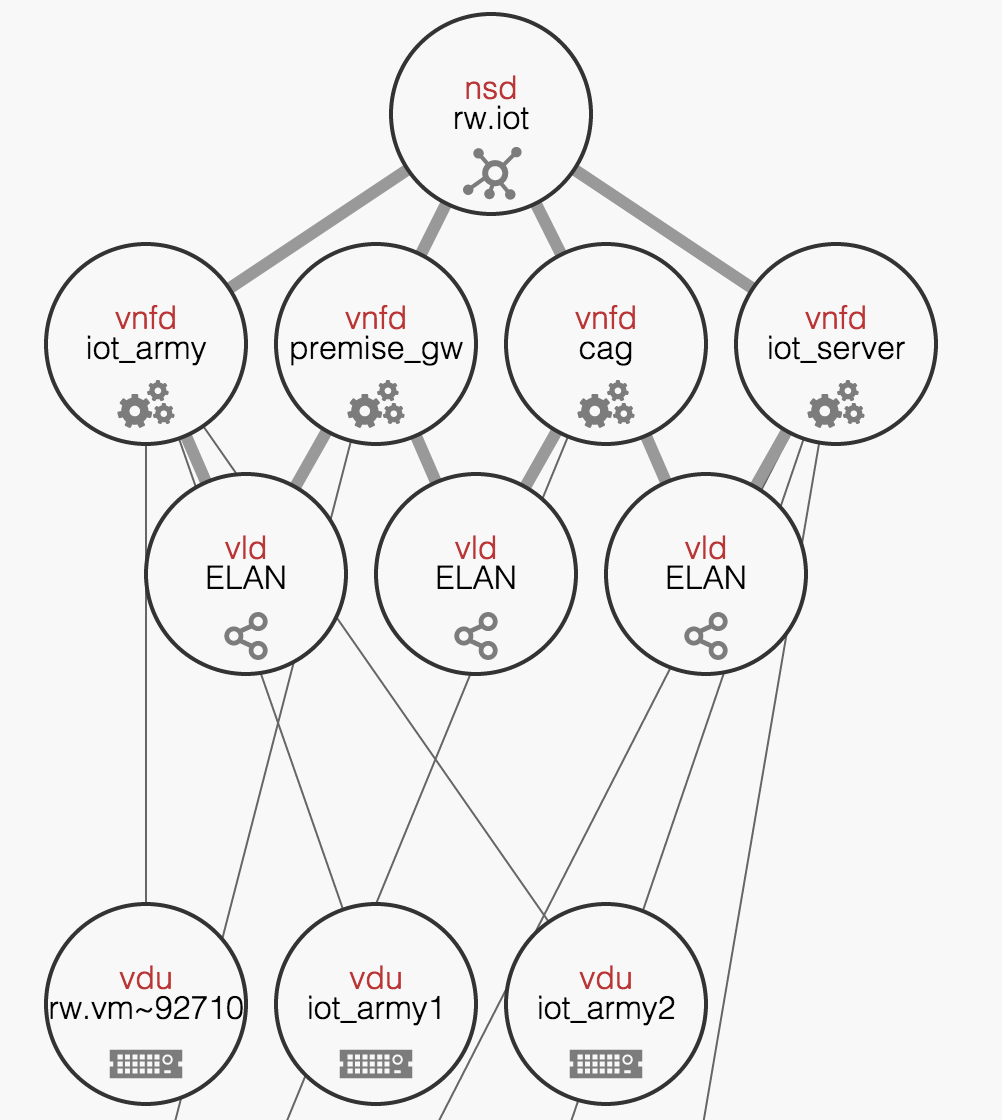 nsd
rw.iot
vnfd
iot_army
vnfd
premise_gw
vnfd
cag
vnfd
iot_server
vld
ELAN
vld
ELAN
vld
ELAN
vdu
rw.vm~92710
vdu
iot_army1
vdu
iot_army2